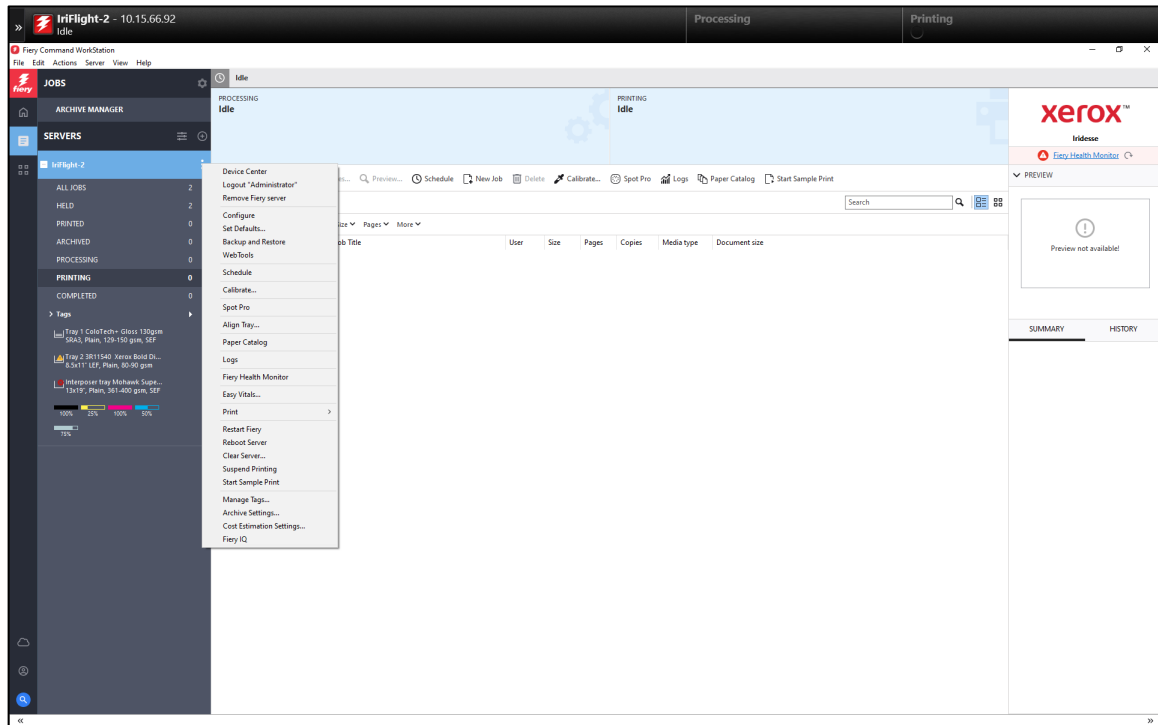 »
IriFlight-2 - 10.15.66.92
Idle
Processing
Printing
Fiery Command WorkStation
File Edit Actions Server View Help
fiery
JOBS
ARCHIVE MANAGER
SERVERS
IriFlight-2
ALL JOBS 2
HELD 2
PRINTED 0
ARCHIVED 0
PROCESSING 0
PRINTING 0
COMPLETED 0
> Tags
Tray 1 ColoTech+ Gloss 130gsm
SRA3, Plain, 129-150 gsm, SEF
Tray 2 3R11540 Xerox Bold Di...
8.5x11" LEF, Plain, 80-90 gsm
Interposer tray Mohawk Supe...
13x19", Plain, 361-400 gsm, SEF
100% 25% 100% 50%
75%
Device Center
Logout "Administrator"
Remove Fiery server
Configure
Set Defaults...
Backup and Restore
WebTools
Schedule
Calibrate...
Spot Pro
Align Tray...
Paper Catalog
Logs
Fiery Health Monitor
Easy Vitals...
Print >
Restart Fiery
Reboot Server
Clear Server...
Suspend Printing
Start Sample Print
Manage Tags...
Archive Settings...
Cost Estimation Settings...
Fiery IQ
Idle
PROCESSING
Idle
PRINTING
Idle
Preview... Schedule New Job Delete Calibrate... Spot Pro Logs Paper Catalog Start Sample Print
Search
Pages More
Title User Size Pages Copies Media type Document size
xerox™
Iridesse
Fiery Health Monitor
PREVIEW
Preview not available!
SUMMARY HISTORY
« »